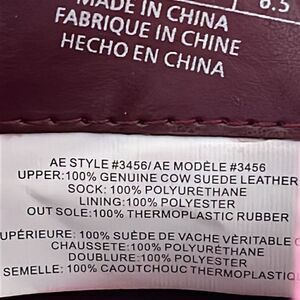 MADE IN CHINA
FABRIQUE IN CHINE
HECHO EN CHINA
6.5
AE STYLE #3456/ AE MODÈLE #3456
UPPER:100% GENUINE COW SUEDE LEATHER
SOCK: 100% POLYURETHANE
LINING:100% POLYESTER
OUT SOLE:100% THERMOPLASTIC RUBBER
UPÉRIEURE: 100% SUÈDE DE VACHE VÉRITABLE
CHAUSSETE: 100% POLYURÉTHANE
DOUBLURE: 100% POLYESTER
SEMELLE: 100% CAOUTCHOUC THERMOPLASTIQ